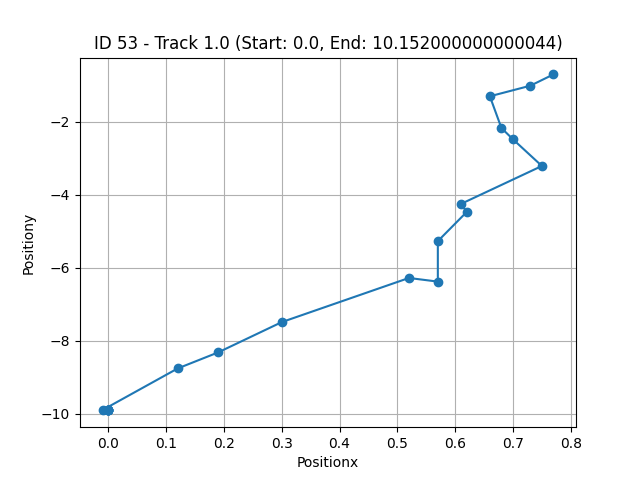 ID 53 - Track 1.0 (Start: 0.0, End: 10.152000000000044)
Positiony
−2
−4
−6
−8
−10
0.0 0.1 0.2 0.3 0.4 0.5 0.6 0.7 0.8
Positionx